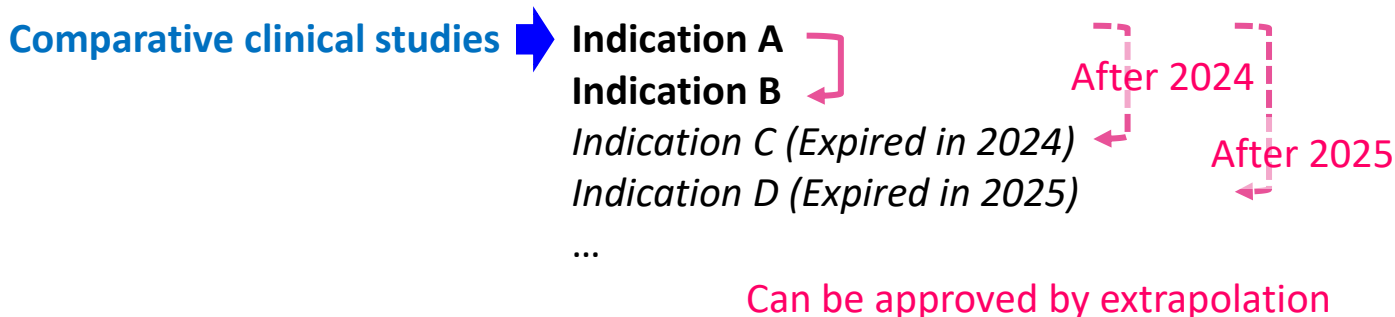 Comparative clinical studies Indication A
Indication B
After 2024
Indication C (Expired in 2024)
After 2025
Indication D (Expired in 2025)
...
Can be approved by extrapolation